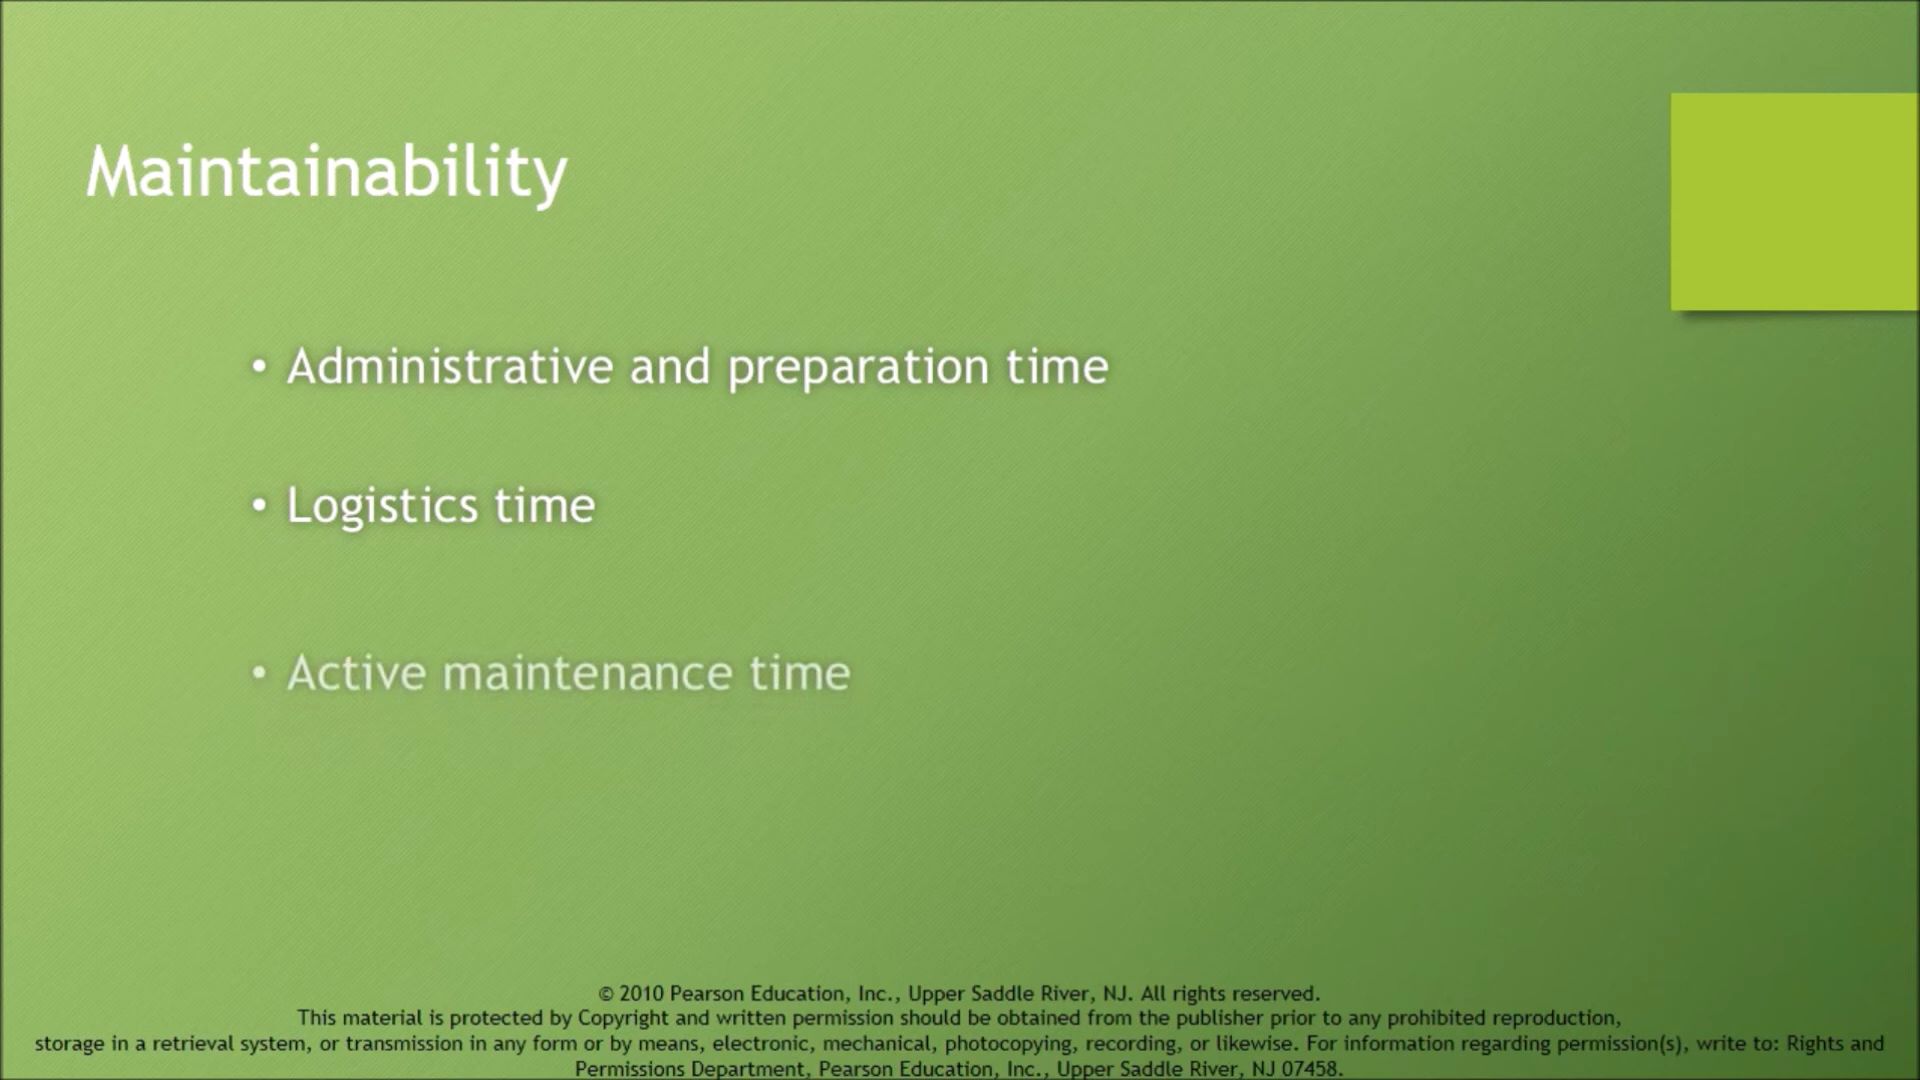 Maintainability
• Administrative and preparation time
• Logistics time
• Active maintenance time
© 2010 Pearson Education, Inc., Upper Saddle River, NJ. All rights reserved.
This material is protected by Copyright and written permission should be obtained from the publisher prior to any prohibited reproduction,
storage in a retrieval system, or transmission in any form or by means, electronic, mechanical, photocopying, recording, or likewise. For information regarding permission(s), write to: Rights and
Permissions Department, Pearson Education, Inc., Upper Saddle River, NJ 07458.